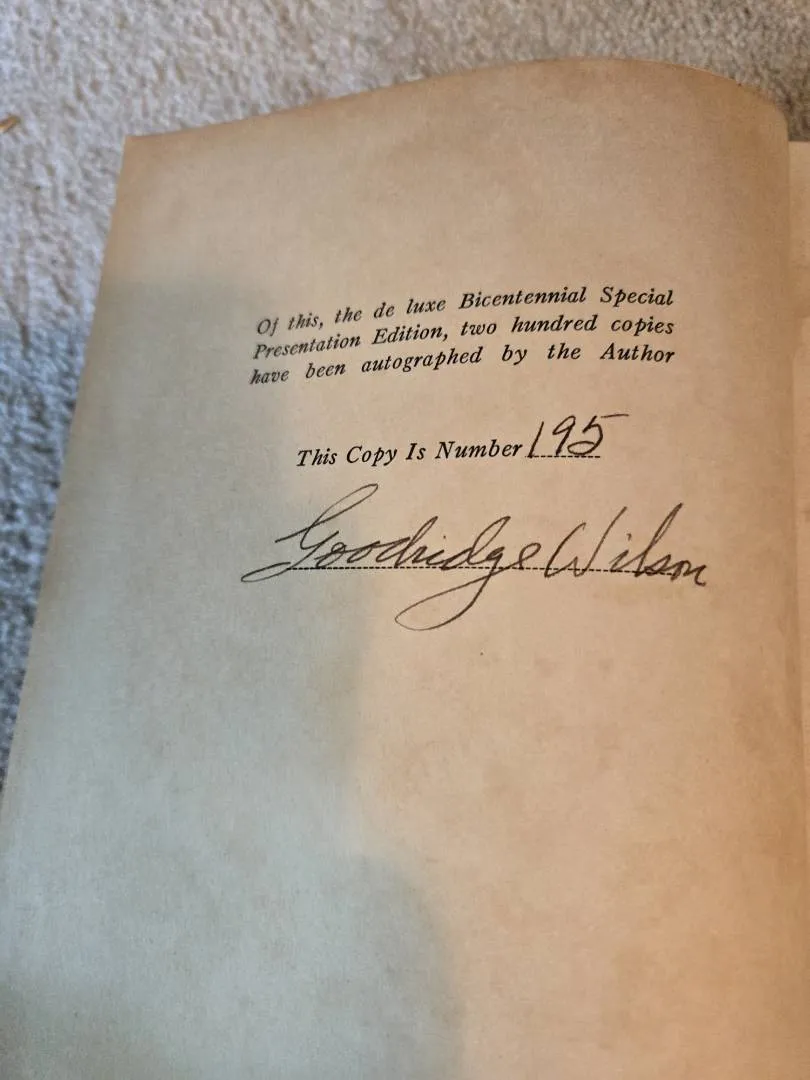 Of this, the de luxe Bicentennial Special
Presentation Edition, two hundred copies
have been autographed by the Author
This Copy Is Number 195
Goodridge Wilson